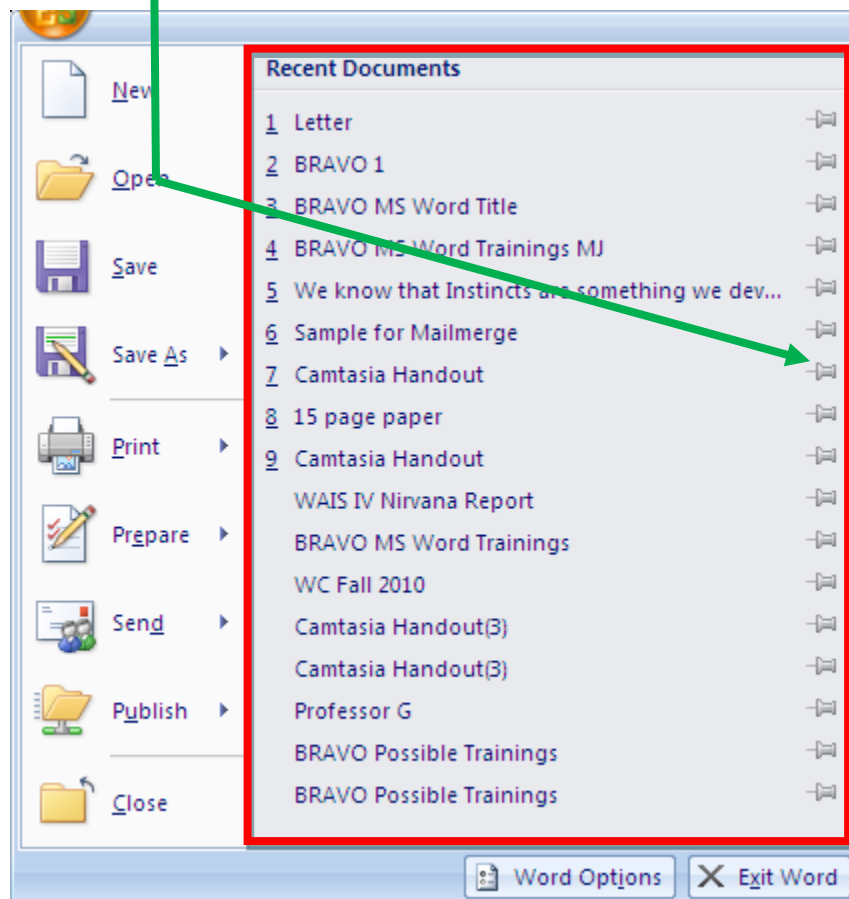 New
Open
Save
Save As
Print
Prepare
Send
Publish
Close
Recent Documents
1 Letter
2 BRAVO 1
3 BRAVO MS Word Title
4 BRAVO MS Word Trainings MJ
5 We know that Instincts are something we dev...
6 Sample for Mailmerge
7 Camtasia Handout
8 15 page paper
9 Camtasia Handout
WAIS IV Nirvana Report
BRAVO MS Word Trainings
WC Fall 2010
Camtasia Handout(3)
Camtasia Handout(3)
Professor G
BRAVO Possible Trainings
BRAVO Possible Trainings
Word Options
Exit Word